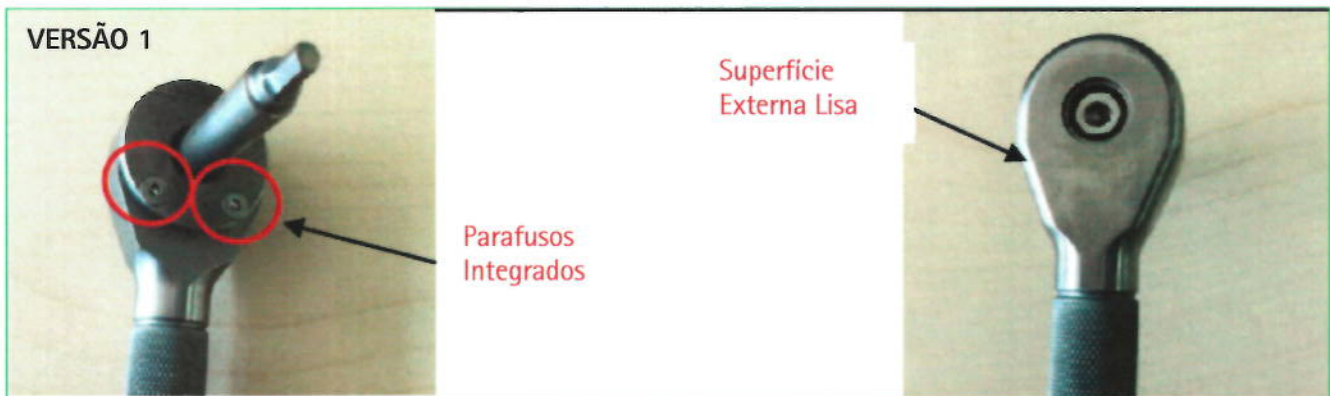 VERSÃO 1
Superfície
Externa Lisa
Parafusos
Integrados